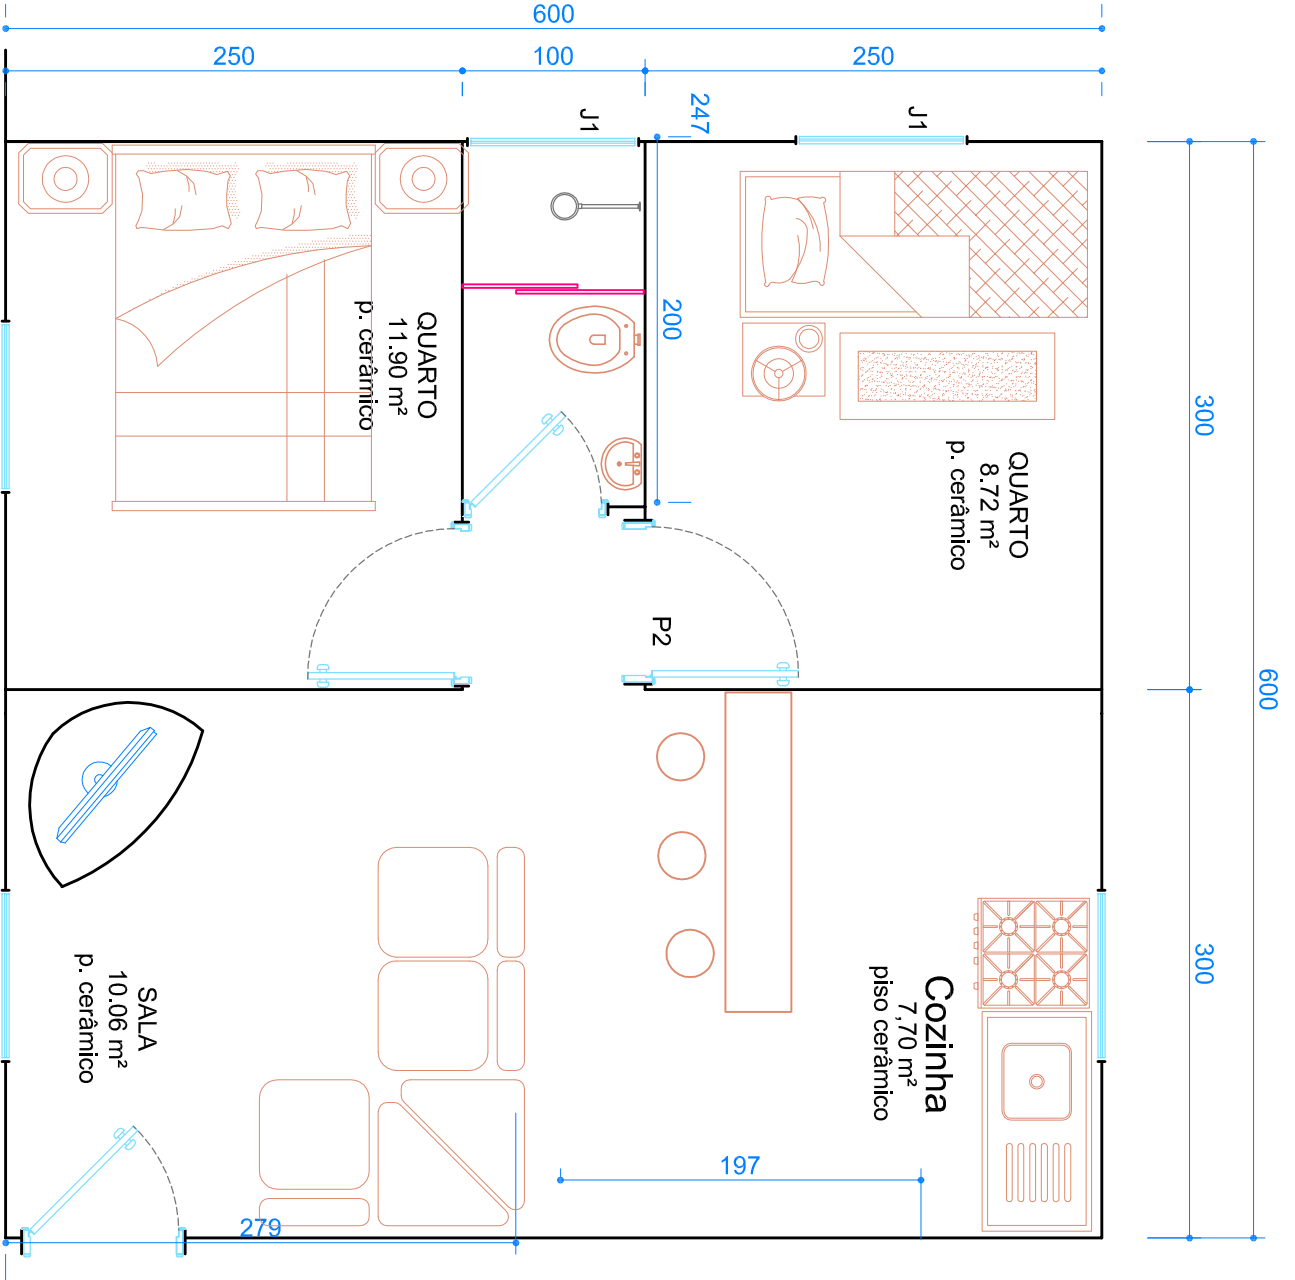 600
250
100
250
247
J1
J1
200
QUARTO
11.90 m²
p. cerâmico
QUARTO
8.72 m²
p. cerâmico
300
P2
600
SALA
10.06 m²
p. cerâmico
Cozinha
7,70 m²
piso cerâmico
300
197
279